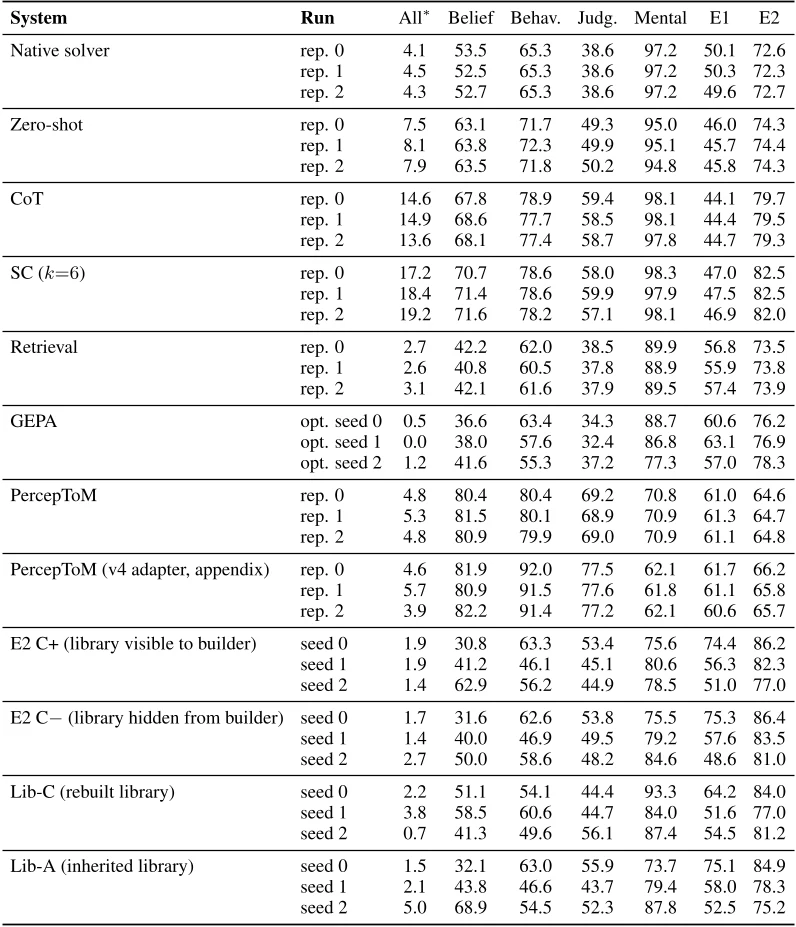 System Run All* Belief Behav. Judg. Mental E1 E2
Native solver rep. 0 4.1 53.5 65.3 38.6 97.2 50.1 72.6
rep. 1 4.5 52.5 65.3 38.6 97.2 50.3 72.3
rep. 2 4.3 52.7 65.3 38.6 97.2 49.6 72.7
Zero-shot rep. 0 7.5 63.1 71.7 49.3 95.0 46.0 74.3
rep. 1 8.1 63.8 72.3 49.9 95.1 45.7 74.4
rep. 2 7.9 63.5 71.8 50.2 94.8 45.8 74.3
CoT rep. 0 14.6 67.8 78.9 59.4 98.1 44.1 79.7
rep. 1 14.9 68.6 77.7 58.5 98.1 44.4 79.5
rep. 2 13.6 68.1 77.4 58.7 97.8 44.7 79.3
SC (k=6) rep. 0 17.2 70.7 78.6 58.0 98.3 47.0 82.5
rep. 1 18.4 71.4 78.6 59.9 97.9 47.5 82.5
rep. 2 19.2 71.6 78.2 57.1 98.1 46.9 82.0
Retrieval rep. 0 2.7 42.2 62.0 38.5 89.9 56.8 73.5
rep. 1 2.6 40.8 60.5 37.8 88.9 55.9 73.8
rep. 2 3.1 42.1 61.6 37.9 89.5 57.4 73.9
GEPA opt. seed 0 0.5 36.6 63.4 34.3 88.7 60.6 76.2
opt. seed 1 0.0 38.0 57.6 32.4 86.8 63.1 76.9
opt. seed 2 1.2 41.6 55.3 37.2 77.3 57.0 78.3
PercepToM rep. 0 4.8 80.4 80.4 69.2 70.8 61.0 64.6
rep. 1 5.3 81.5 80.1 68.9 70.9 61.3 64.7
rep. 2 4.8 80.9 79.9 69.0 70.9 61.1 64.8
PercepToM (v4 adapter, appendix) rep. 0 4.6 81.9 92.0 77.5 62.1 61.7 66.2
rep. 1 5.7 80.9 91.5 77.6 61.8 61.1 65.8
rep. 2 3.9 82.2 91.4 77.2 62.1 60.6 65.7
E2 C+ (library visible to builder) seed 0 1.9 30.8 63.3 53.4 75.6 74.4 86.2
seed 1 1.9 41.2 46.1 45.1 80.6 56.3 82.3
seed 2 1.4 62.9 56.2 44.9 78.5 51.0 77.0
E2 C− (library hidden from builder) seed 0 1.7 31.6 62.6 53.8 75.5 75.3 86.4
seed 1 1.4 40.0 46.9 49.5 79.2 57.6 83.5
seed 2 2.7 50.0 58.6 48.2 84.6 48.6 81.0
Lib-C (rebuilt library) seed 0 2.2 51.1 54.1 44.4 93.3 64.2 84.0
seed 1 3.8 58.5 60.6 44.7 84.0 51.6 77.0
seed 2 0.7 41.3 49.6 56.1 87.4 54.5 81.2
Lib-A (inherited library) seed 0 1.5 32.1 63.0 55.9 73.7 75.1 84.9
seed 1 2.1 43.8 46.6 43.7 79.4 58.0 78.3
seed 2 5.0 68.9 54.5 52.3 87.8 52.5 75.2